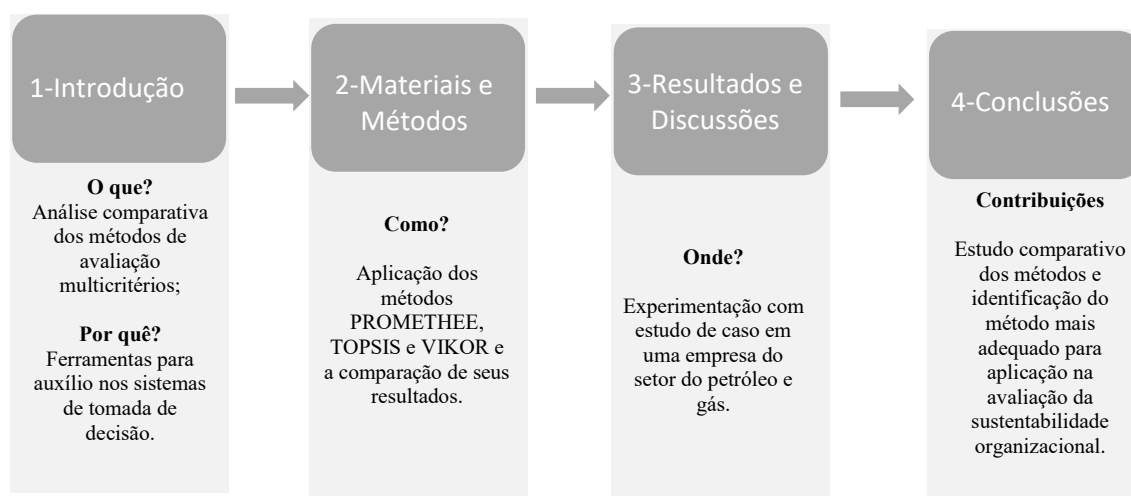 1-Introdução
O que?
Análise comparativa
dos métodos de
avaliação
multicritérios;
Por quê?
Ferramentas para
auxílio nos sistemas
de tomada de
decisão.
2-Materiais e
Métodos
Como?
Aplicação dos
métodos
PROMETHEE,
TOPSIS e VIKOR e
a comparação de seus
resultados.
3-Resultados e
Discussões
Onde?
Experimentação com
estudo de caso em
uma empresa do
setor do petróleo e
gás.
4-Conclusões
Contribuições
Estudo comparativo
dos métodos e
identificação do
método mais
adequado para
aplicação na
avaliação da
sustentabilidade
organizacional.